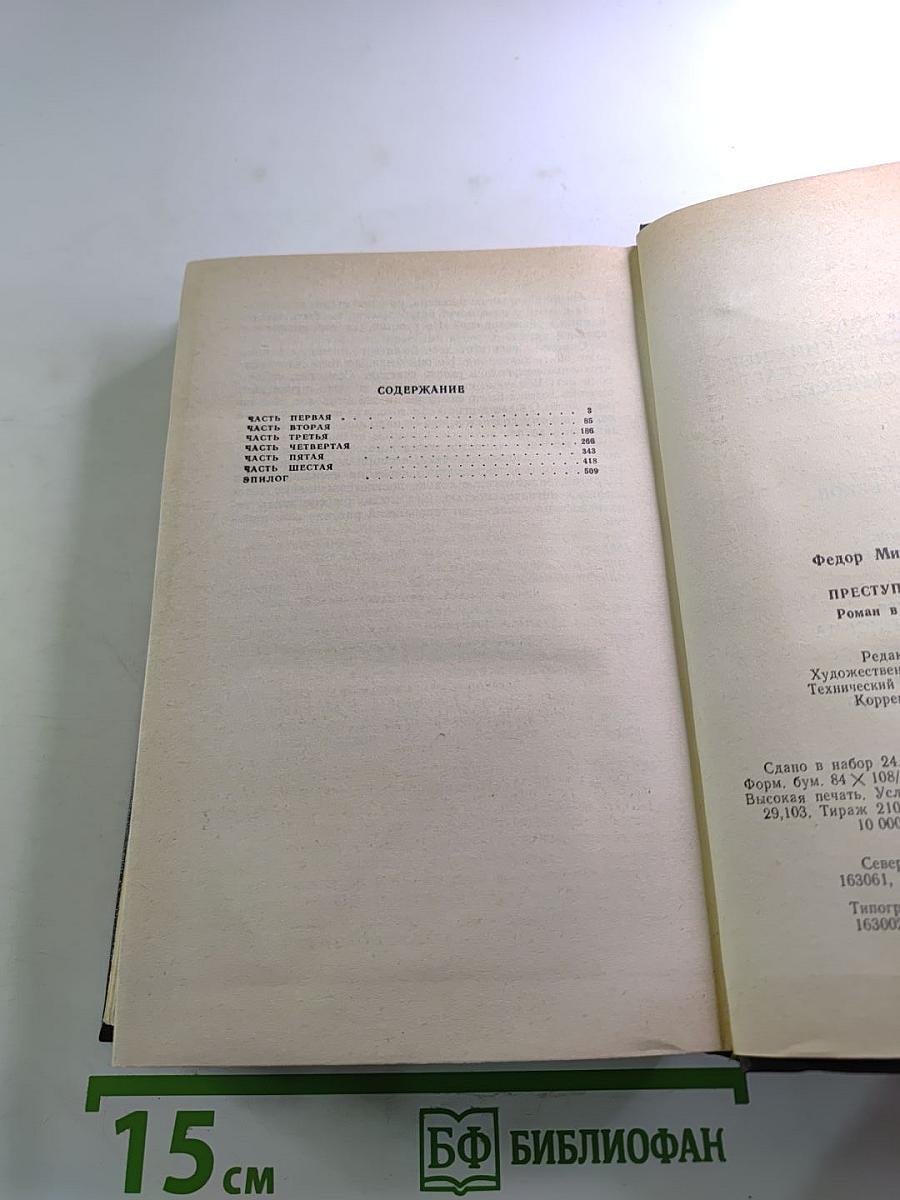 СОДЕРЖАНИЕ
ЧАСТЬ ПЕРВАЯ . . . . . . . . . . . . . . . . 3
ЧАСТЬ ВТОРАЯ . . . . . . . . . . . . . . . . 85
ЧАСТЬ ТРЕТЬЯ . . . . . . . . . . . . . . . . 186
ЧАСТЬ ЧЕТВЕРТАЯ . . . . . . . . . . . . . . . . 266
ЧАСТЬ ПЯТАЯ . . . . . . . . . . . . . . . . 343
ЧАСТЬ ШЕСТАЯ . . . . . . . . . . . . . . . . 418
ЭПИЛОГ . . . . . . . . . . . . . . . . 509
Федор Ми
ПРЕСТУП
Роман в
Редак
Художествен
Технический
Коррек
Сдано в набор 24.
Форм. бум. 84 × 108/
Высокая печать. Усл
29,103. Тираж 210
10 000
Север
163061,
Типогр
163002
15 см
БФ БИБЛИОФАН